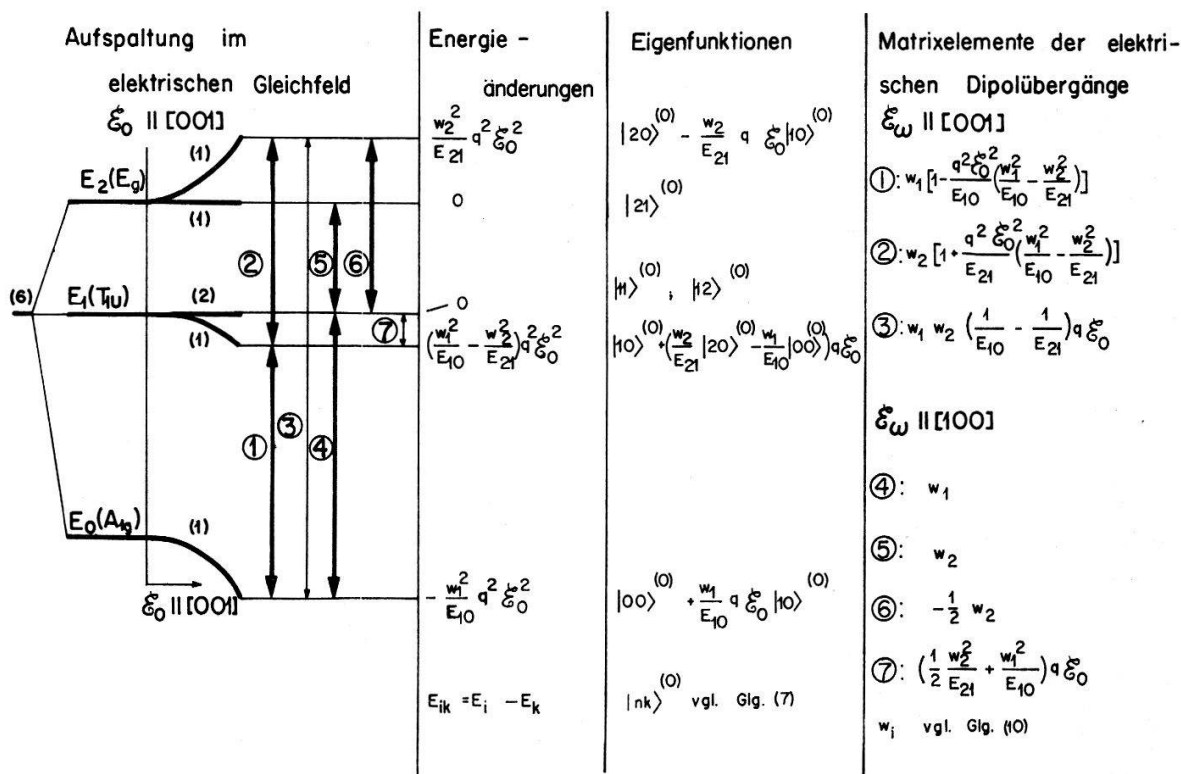 Aufspaltung im
elektrischen Gleichfeld
ℰ₀ || [001]
(1)
E₂(E_g)
(1)
(6)
E₁(T₁U)
(2)
(1)
E₀(A₁g)
(1)
ℰ₀ || [001]
② ⑤ ⑥
⑦
① ③ ④
Energie -
änderungen
w₂²/E₂₁ q² ℰ₀²
0
0
(w₁²/E₁₀ - w₂²/E₂₁) q² ℰ₀²
- w₁²/E₁₀ q² ℰ₀²
E_ik = E_i - E_k
Eigenfunktionen
|20⟩⁽⁰⁾ - w₂/E₂₁ q ℰ₀ |10⟩⁽⁰⁾
|21⟩⁽⁰⁾
|11⟩⁽⁰⁾ , |12⟩⁽⁰⁾
|10⟩⁽⁰⁾ + (w₂/E₂₁ |20⟩⁽⁰⁾ - w₁/E₁₀ |00⟩⁽⁰⁾) q ℰ₀
|00⟩⁽⁰⁾ + w₁/E₁₀ q ℰ₀ |10⟩⁽⁰⁾
|nk⟩⁽⁰⁾ vgl. Glg. (7)
Matrixelemente der elektri-
schen Dipolübergänge
ℰ_ω || [001]
①: w₁ [1 - q² ℰ₀²/E₁₀ (w₁²/E₁₀ - w₂²/E₂₁)]
②: w₂ [1 + q² ℰ₀²/E₂₁ (w₁²/E₁₀ - w₂²/E₂₁)]
③: w₁ w₂ (1/E₁₀ - 1/E₂₁) q ℰ₀
ℰ_ω || [100]
④: w₁
⑤: w₂
⑥: -½ w₂
⑦: (½ w₂²/E₂₁ + w₁²/E₁₀) q ℰ₀
w_i vgl. Glg. (10)